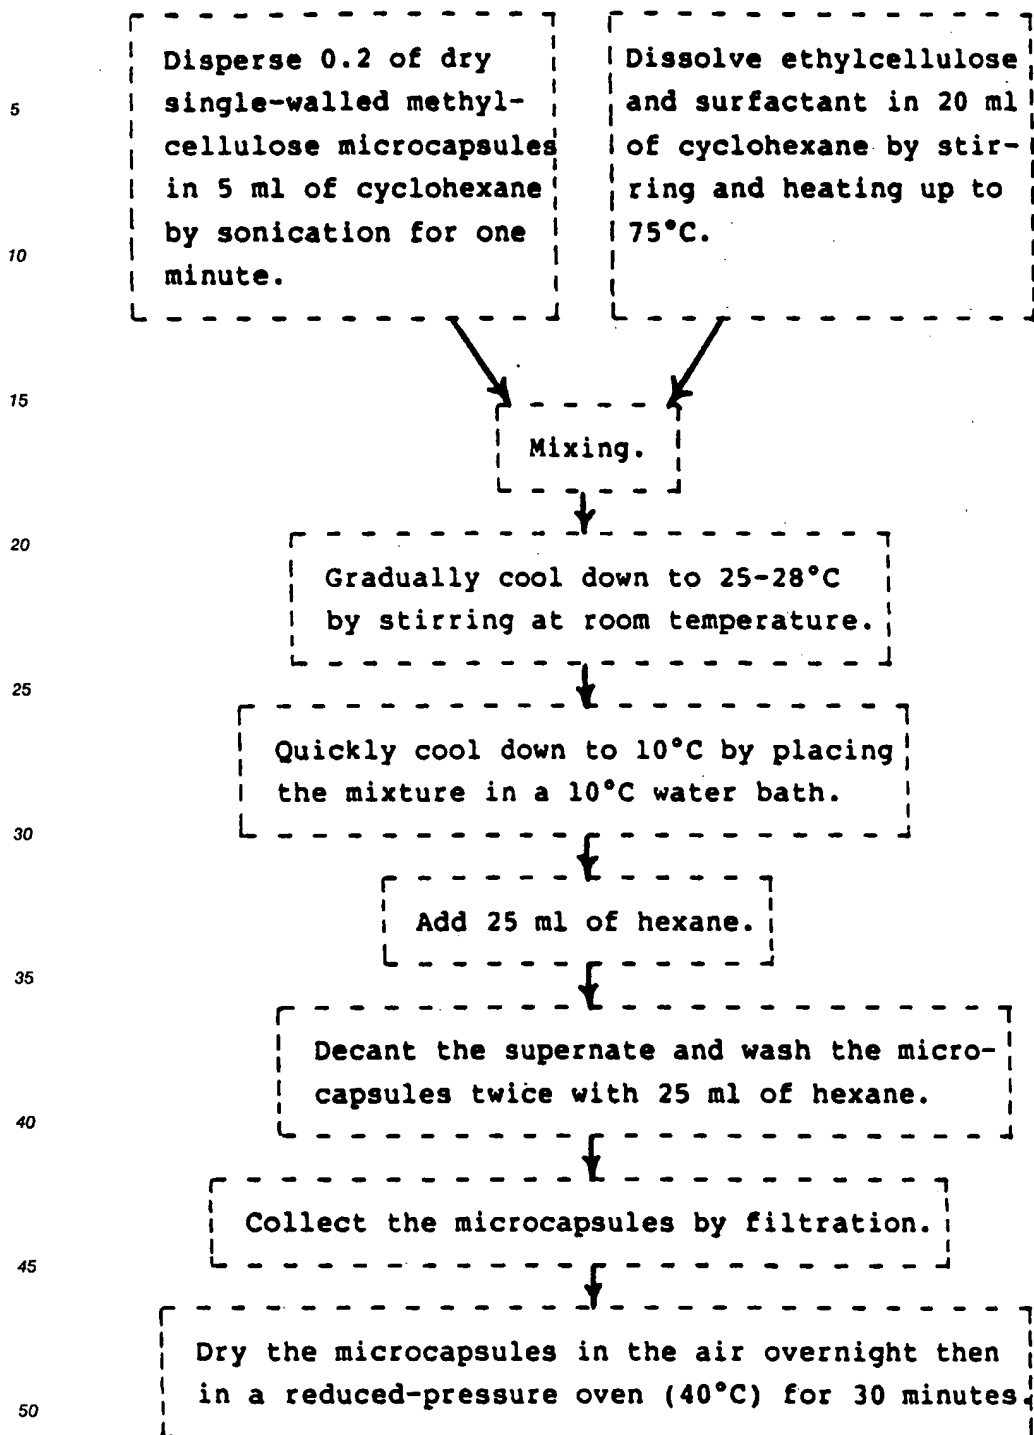 Disperse 0.2 of dry
single-walled methyl-
cellulose microcapsules
in 5 ml of cyclohexane
by sonication for one
minute.
Dissolve ethylcellulose
and surfactant in 20 ml
of cyclohexane by stir-
ring and heating up to
75°C.
Mixing.
Gradually cool down to 25-28°C
by stirring at room temperature.
Quickly cool down to 10°C by placing
the mixture in a 10°C water bath.
Add 25 ml of hexane.
Decant the supernate and wash the micro-
capsules twice with 25 ml of hexane.
Collect the microcapsules by filtration.
Dry the microcapsules in the air overnight then
in a reduced-pressure oven (40°C) for 30 minutes.
5
10
15
20
25
30
35
40
45
50